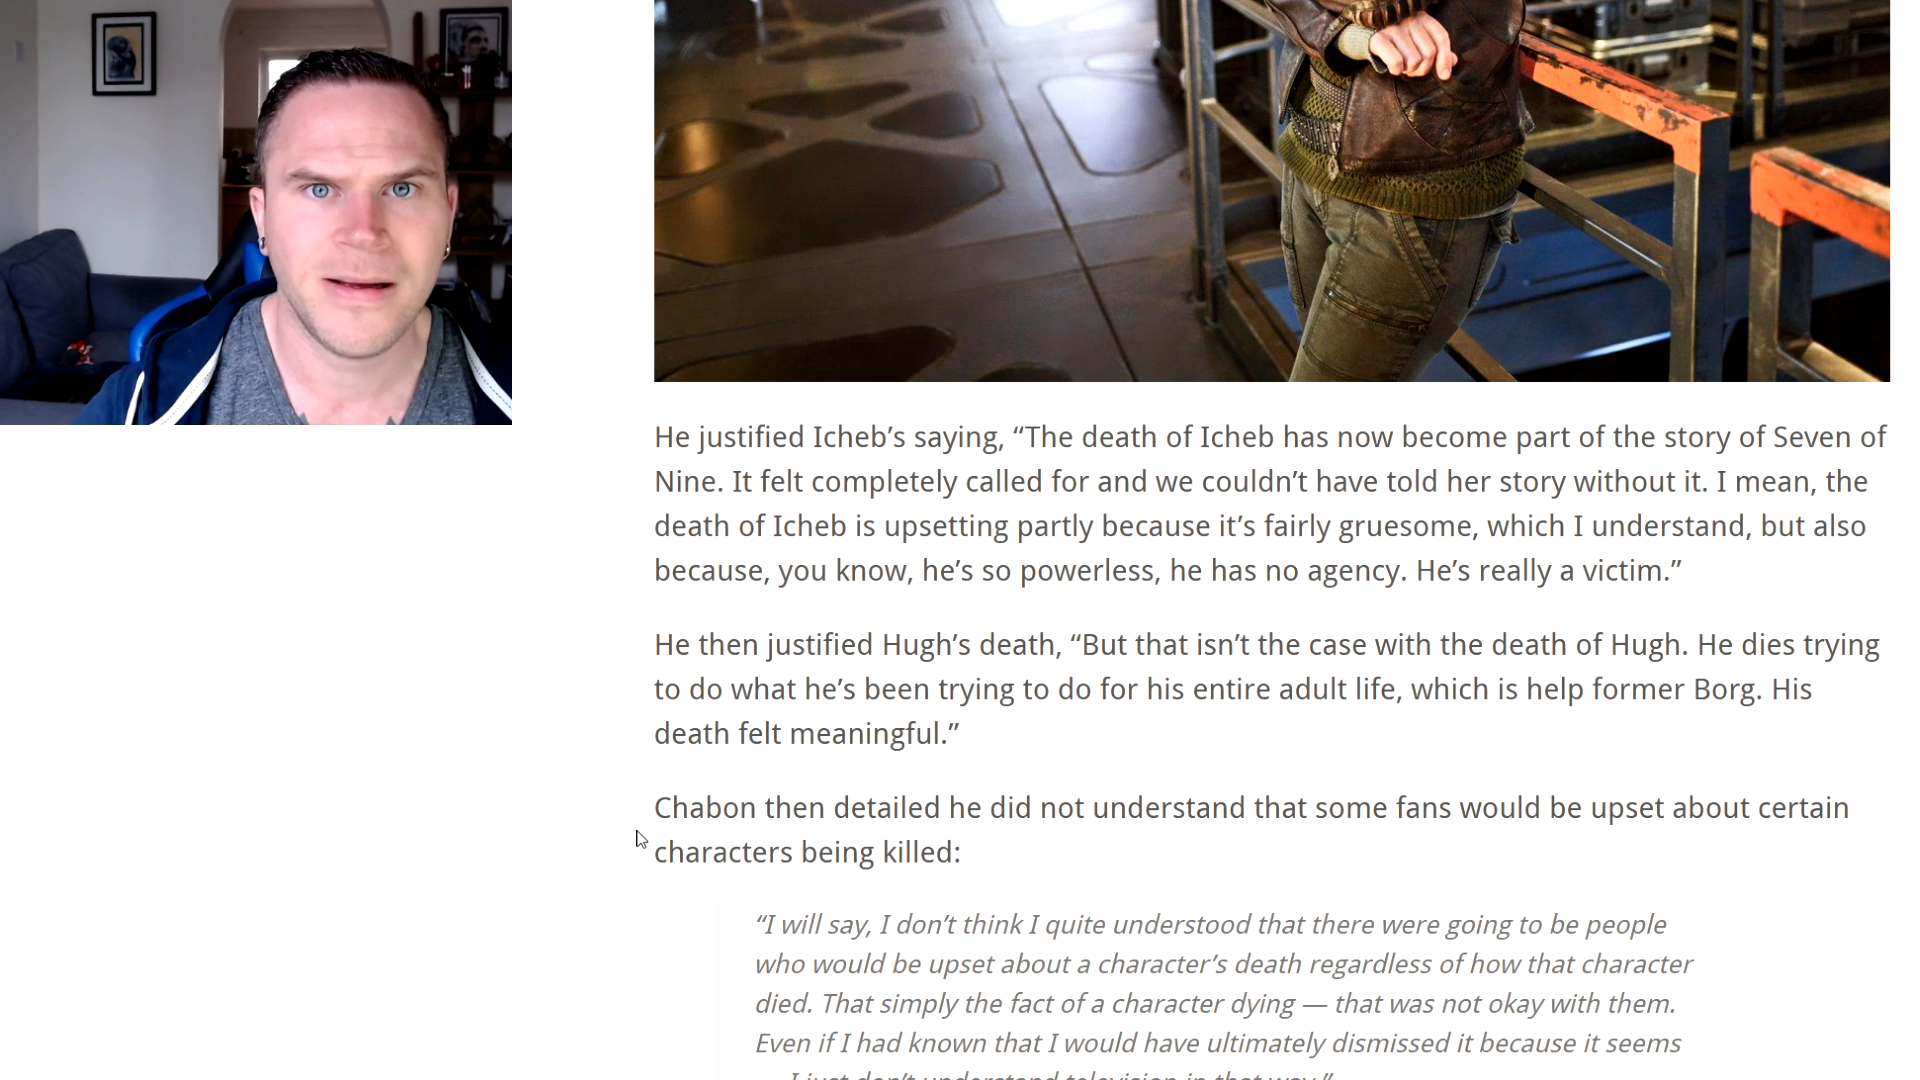 He justified Icheb’s saying, “The death of Icheb has now become part of the story of Seven of
Nine. It felt completely called for and we couldn’t have told her story without it. I mean, the
death of Icheb is upsetting partly because it’s fairly gruesome, which I understand, but also
because, you know, he’s so powerless, he has no agency. He’s really a victim.”
He then justified Hugh’s death, “But that isn’t the case with the death of Hugh. He dies trying
to do what he’s been trying to do for his entire adult life, which is help former Borg. His
death felt meaningful.”
Chabon then detailed he did not understand that some fans would be upset about certain
characters being killed:
“I will say, I don’t think I quite understood that there were going to be people
who would be upset about a character’s death regardless of how that character
died. That simply the fact of a character dying — that was not okay with them.
Even if I had known that I would have ultimately dismissed it because it seems
I just don’t understand television in that way.”